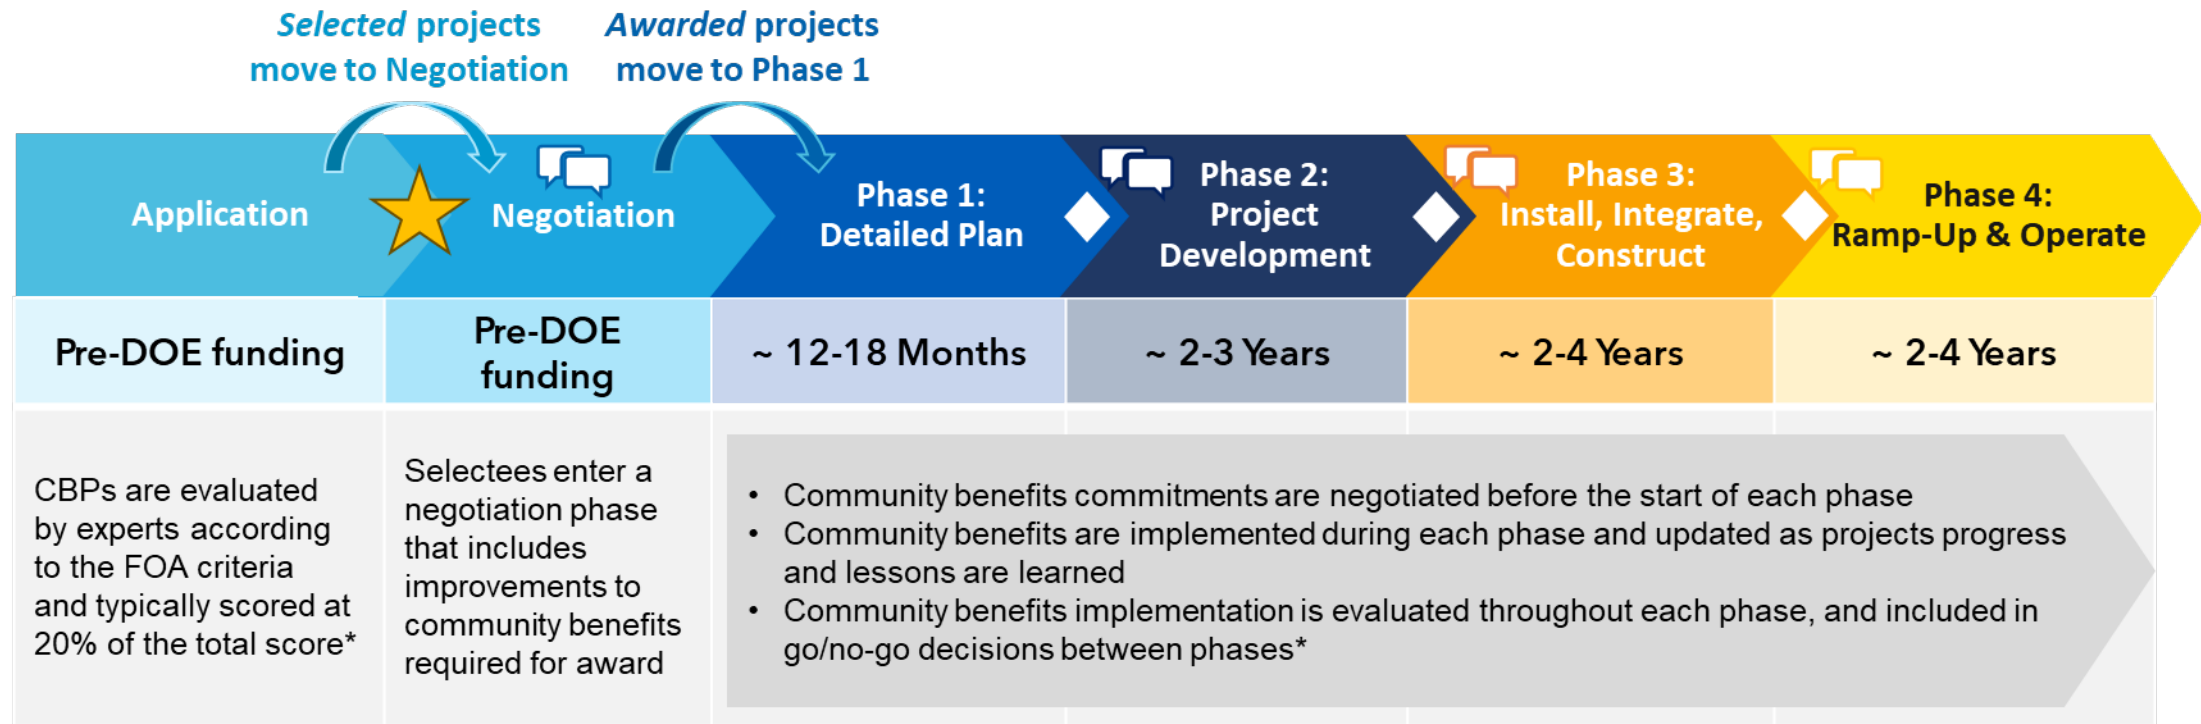 Selected projects
move to Negotiation
Awarded projects
move to Phase 1
Application
Negotiation
Phase 1:
Detailed Plan
Phase 2:
Project
Development
Phase 3:
Install, Integrate,
Construct
Phase 4:
Ramp-Up & Operate
Pre-DOE funding
Pre-DOE
funding
~ 12-18 Months
~ 2-3 Years
~ 2-4 Years
~ 2-4 Years
CBPs are evaluated
by experts according
to the FOA criteria
and typically scored at
20% of the total score*
Selectees enter a
negotiation phase
that includes
improvements to
community benefits
required for award
• Community benefits commitments are negotiated before the start of each phase
• Community benefits are implemented during each phase and updated as projects progress
and lessons are learned
• Community benefits implementation is evaluated throughout each phase, and included in
go/no-go decisions between phases*